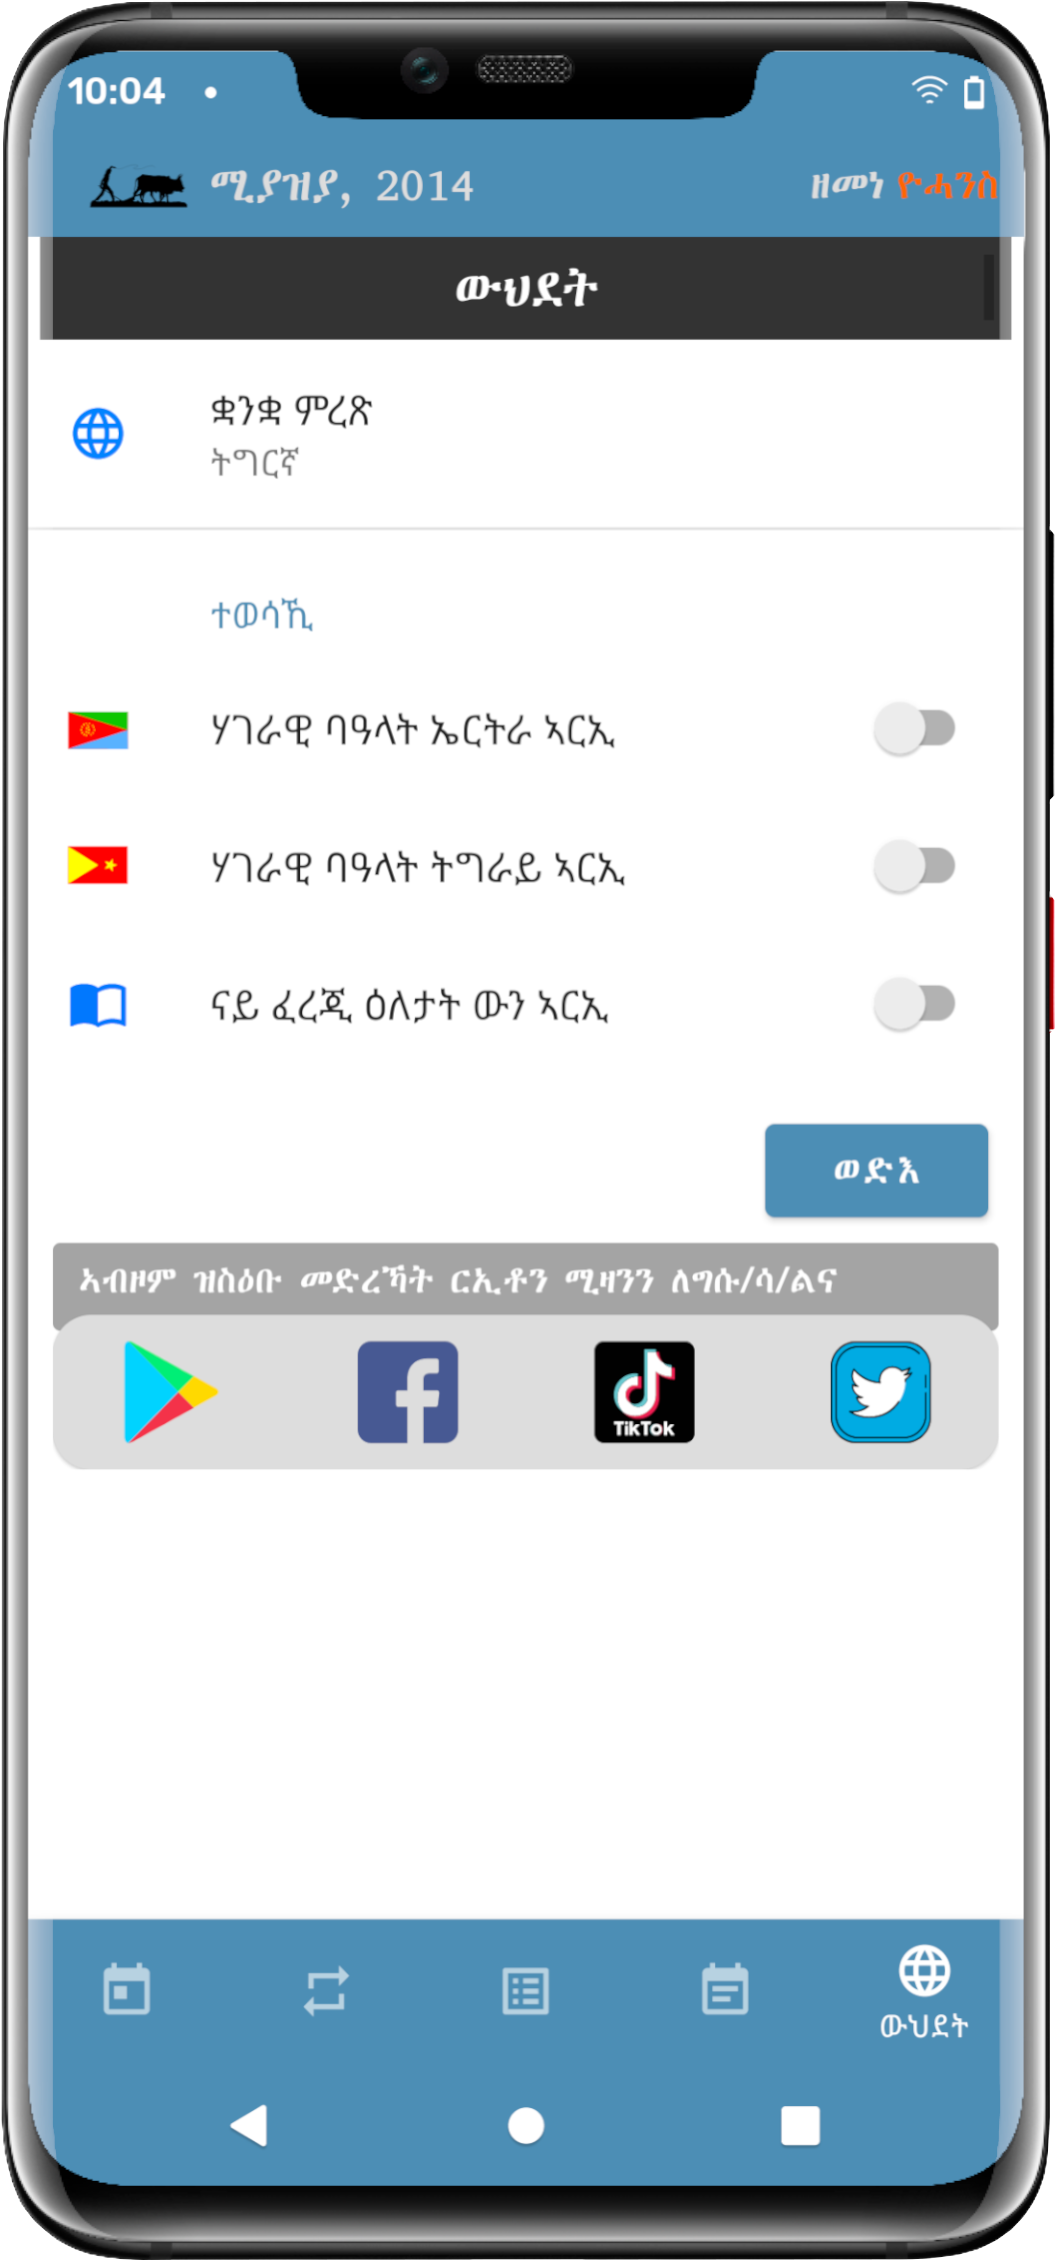 10:04
ሚያዝያ, 2014
ዘመነ ዮሓንስ
ውህደት
ቋንቋ ምረጽ
ትግርኛ
ተወሳኺ
ሃገራዊ ባዓላት ኤርትራ ኣርኢ
ሃገራዊ ባዓላት ትግራይ ኣርኢ
ናይ ፈረጂ ዕለታት ውን ኣርኢ
ወድእ
ኣብዞም ዝስዕቡ መድረኻት ርኢቶን ሚዛንን ለግሱ/ሳ/ልና
TikTok
ውህደት